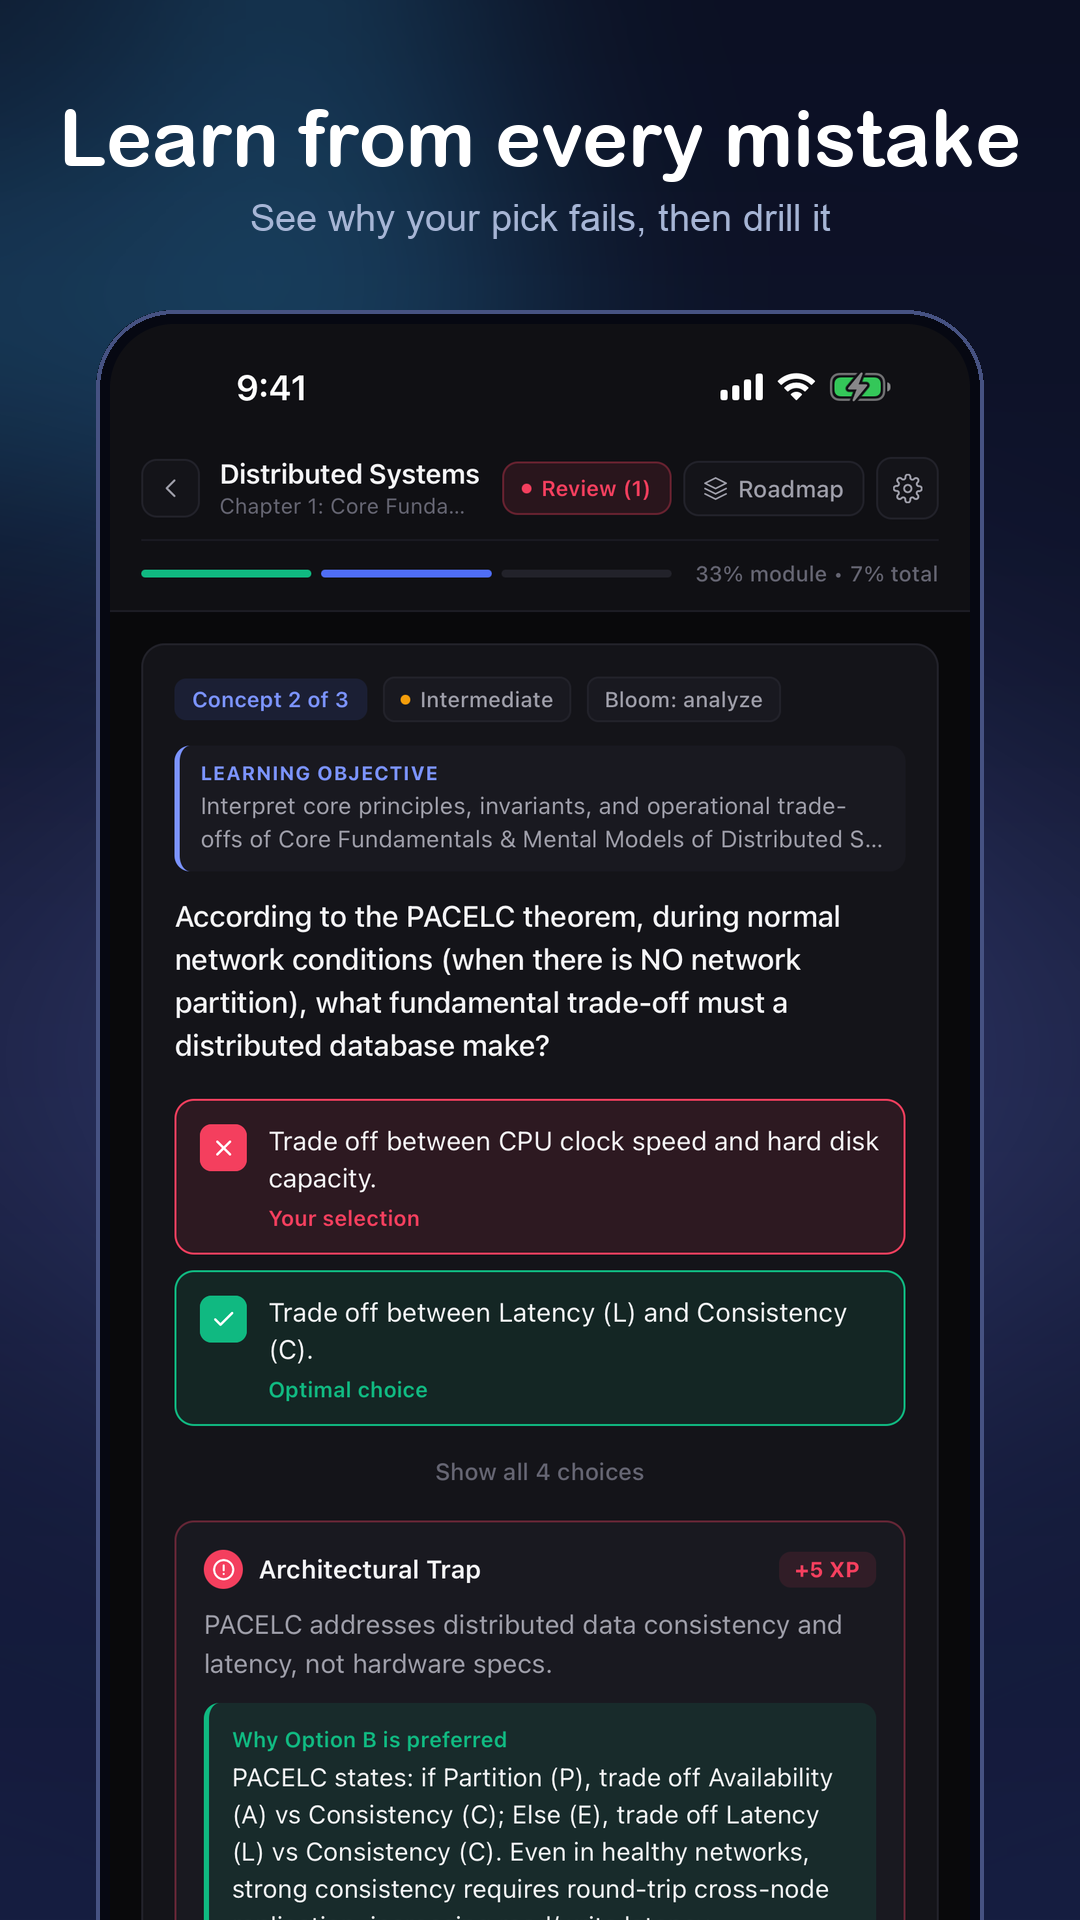 Learn from every mistake
See why your pick fails, then drill it
9:41
Distributed Systems
Chapter 1: Core Funda...
Review (1)
Roadmap
33% module • 7% total
Concept 2 of 3
Intermediate
Bloom: analyze
LEARNING OBJECTIVE
Interpret core principles, invariants, and operational trade-
offs of Core Fundamentals & Mental Models of Distributed S...
According to the PACELC theorem, during normal
network conditions (when there is NO network
partition), what fundamental trade-off must a
distributed database make?
Trade off between CPU clock speed and hard disk
capacity.
Your selection
Trade off between Latency (L) and Consistency
(C).
Optimal choice
Show all 4 choices
Architectural Trap
+5 XP
PACELC addresses distributed data consistency and
latency, not hardware specs.
Why Option B is preferred
PACELC states: if Partition (P), trade off Availability
(A) vs Consistency (C); Else (E), trade off Latency
(L) vs Consistency (C). Even in healthy networks,
strong consistency requires round-trip cross-node